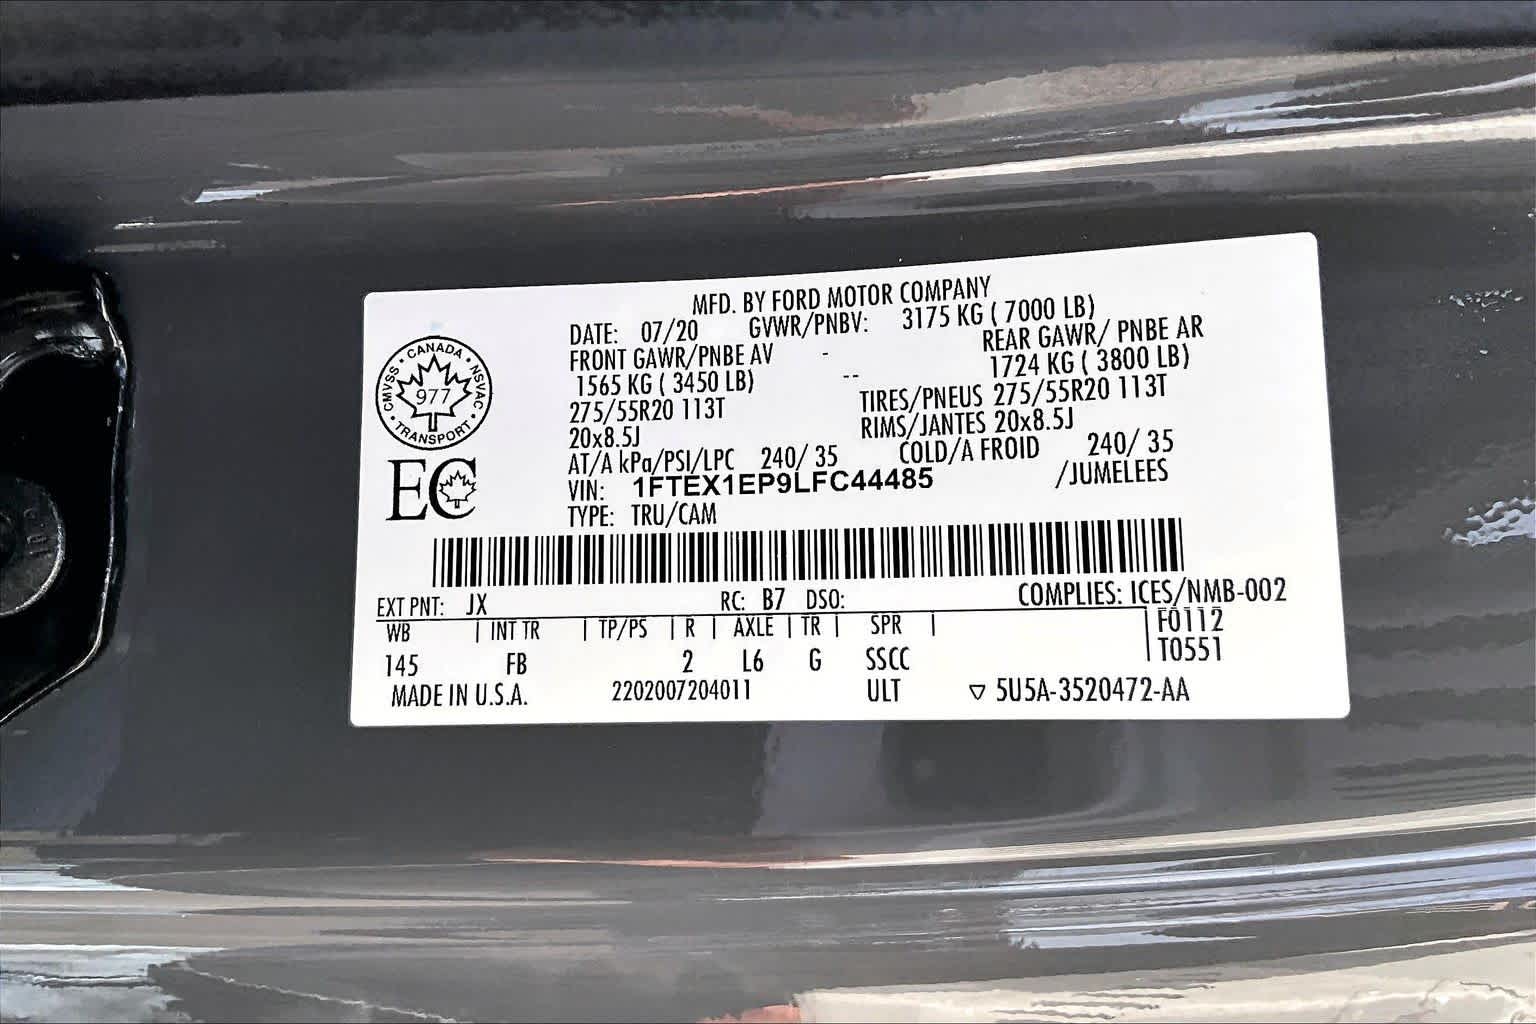 MFD. BY FORD MOTOR COMPANY
DATE: 07/20 GVWR/PNBV: 3175 KG ( 7000 LB)
FRONT GAWR/PNBE AV - REAR GAWR/ PNBE AR
1565 KG ( 3450 LB) -- 1724 KG ( 3800 LB)
275/55R20 113T TIRES/PNEUS 275/55R20 113T
20x8.5J RIMS/JANTES 20x8.5J
AT/A kPa/PSI/LPC 240/ 35 COLD/A FROID 240/ 35
VIN: 1FTEX1EP9LFC44485 /JUMELEES
TYPE: TRU/CAM
CANADA
CMVSS
NSVAC
977
TRANSPORT
EC
EXT PNT: JX RC: B7 DSO: COMPLIES: ICES/NMB-002
WB | INT TR | TP/PS | R | AXLE | TR | SPR | F0112
145 FB 2 L6 G SSCC T0551
MADE IN U.S.A. 2202007204011 ULT ▽ 5U5A-3520472-AA